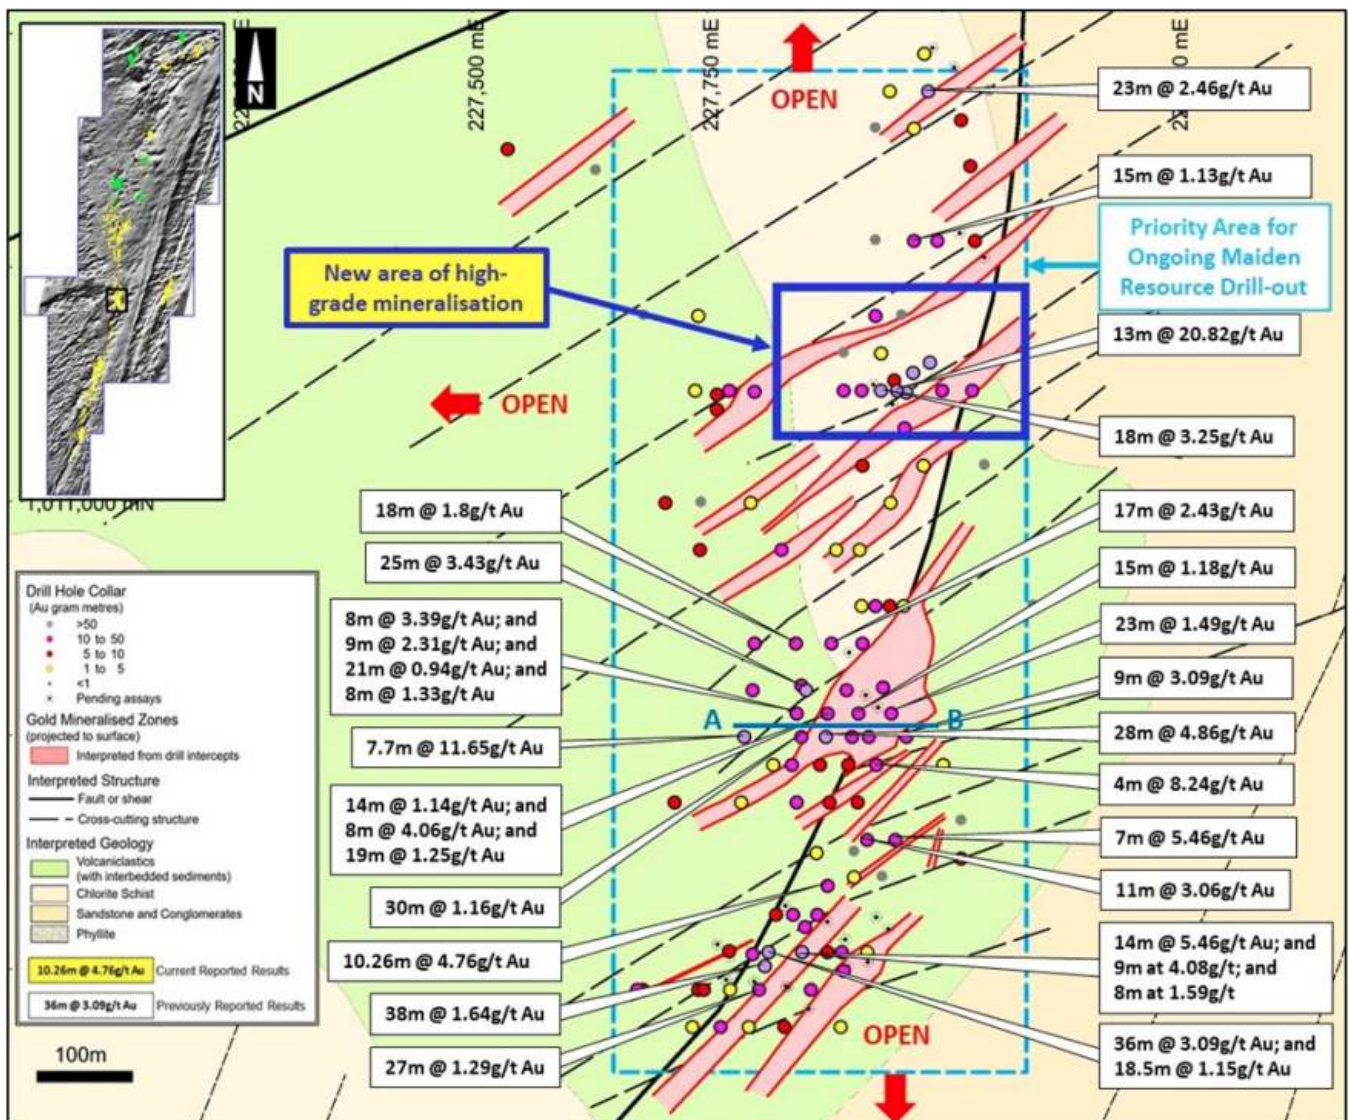 N
227,500 mE
227,750 mE
OPEN
23m @ 2.46g/t Au
15m @ 1.13g/t Au
Priority Area for
Ongoing Maiden
Resource Drill-out
New area of high-
grade mineralisation
13m @ 20.82g/t Au
OPEN
18m @ 3.25g/t Au
1,011,000 mN
18m @ 1.8g/t Au
25m @ 3.43g/t Au
8m @ 3.39g/t Au; and
9m @ 2.31g/t Au; and
21m @ 0.94g/t Au; and
8m @ 1.33g/t Au
7.7m @ 11.65g/t Au
14m @ 1.14g/t Au; and
8m @ 4.06g/t Au; and
19m @ 1.25g/t Au
30m @ 1.16g/t Au
10.26m @ 4.76g/t Au
38m @ 1.64g/t Au
27m @ 1.29g/t Au
A
B
17m @ 2.43g/t Au
15m @ 1.18g/t Au
23m @ 1.49g/t Au
9m @ 3.09g/t Au
28m @ 4.86g/t Au
4m @ 8.24g/t Au
7m @ 5.46g/t Au
11m @ 3.06g/t Au
14m @ 5.46g/t Au; and
9m at 4.08g/t; and
8m at 1.59g/t
36m @ 3.09g/t Au; and
18.5m @ 1.15g/t Au
OPEN
Drill Hole Collar
(Au gram metres)
>50
10 to 50
5 to 10
1 to 5
<1
Pending assays
Gold Mineralised Zones
(projected to surface)
Interpreted from drill intercepts
Interpreted Structure
Fault or shear
Cross-cutting structure
Interpreted Geology
Volcaniclastics
(with interbedded sediments)
Chlorite Schist
Sandstone and Conglomerates
Phyllite
10.26m @ 4.76g/t Au Current Reported Results
36m @ 3.09g/t Au Previously Reported Results
100m